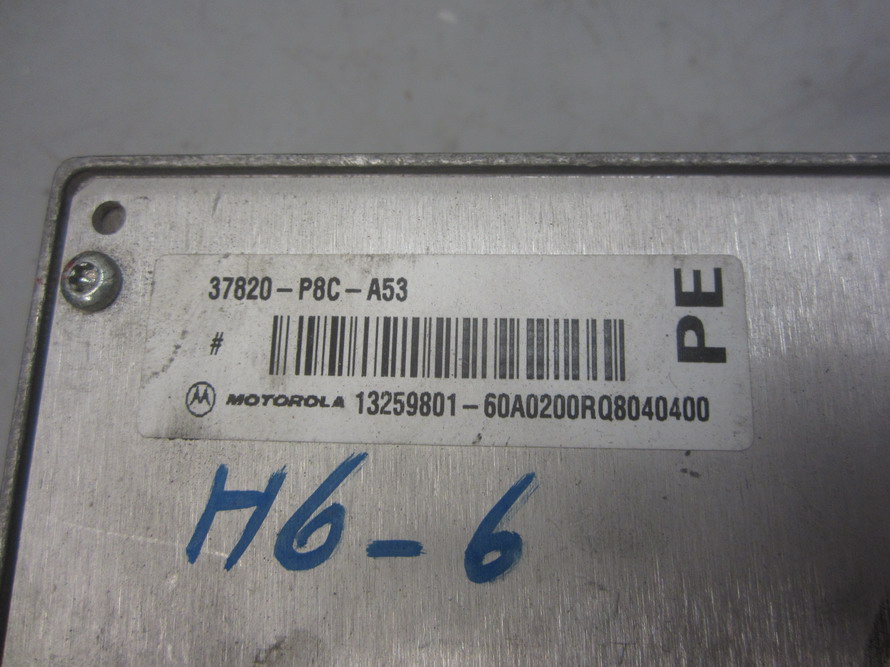 37820-P8C-A53
PE
#
MOTOROLA 13259801-60A0200RQ8040400
H6-6